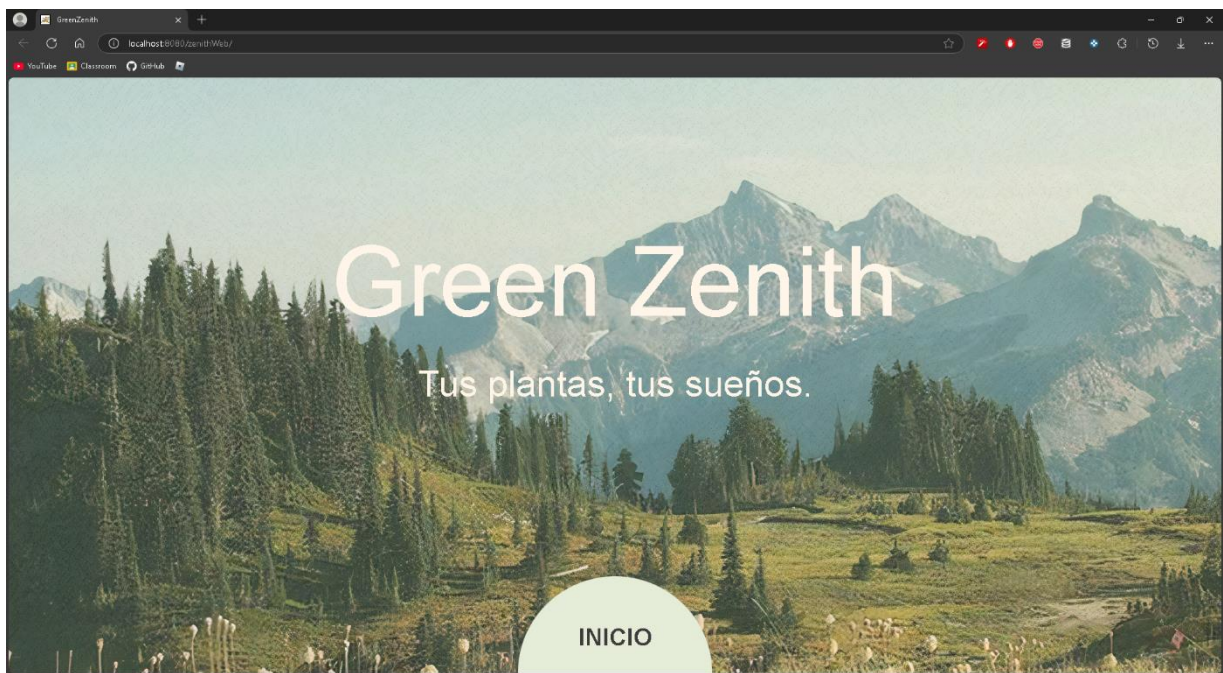 GreenZenith
localhost:8080/zenithWeb/
YouTube Classroom GitHub
Green Zenith
Tus plantas, tus sueños.
INICIO